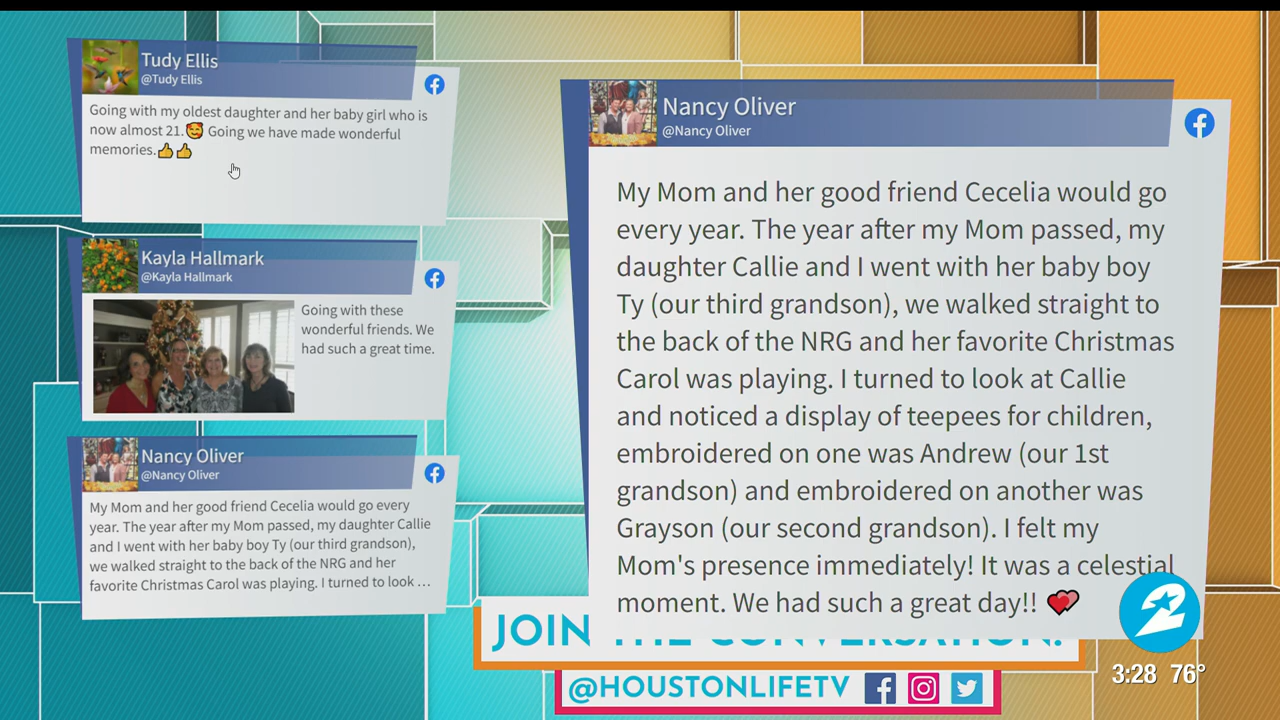 Tudy Ellis
@Tudy Ellis
Going with my oldest daughter and her baby girl who is
now almost 21.🥰 Going we have made wonderful
memories.👍👍
Kayla Hallmark
@Kayla Hallmark
Going with these
wonderful friends. We
had such a great time.
Nancy Oliver
@Nancy Oliver
My Mom and her good friend Cecelia would go every
year. The year after my Mom passed, my daughter Callie
and I went with her baby boy Ty (our third grandson),
we walked straight to the back of the NRG and her
favorite Christmas Carol was playing. I turned to look ...
Nancy Oliver
@Nancy Oliver
My Mom and her good friend Cecelia would go
every year. The year after my Mom passed, my
daughter Callie and I went with her baby boy
Ty (our third grandson), we walked straight to
the back of the NRG and her favorite Christmas
Carol was playing. I turned to look at Callie
and noticed a display of teepees for children,
embroidered on one was Andrew (our 1st
grandson) and embroidered on another was
Grayson (our second grandson). I felt my
Mom's presence immediately! It was a celestial
moment. We had such a great day!! 💕
JOIN THE CONVERSATION!
@HOUSTONLIFETV
2
3:28 76°